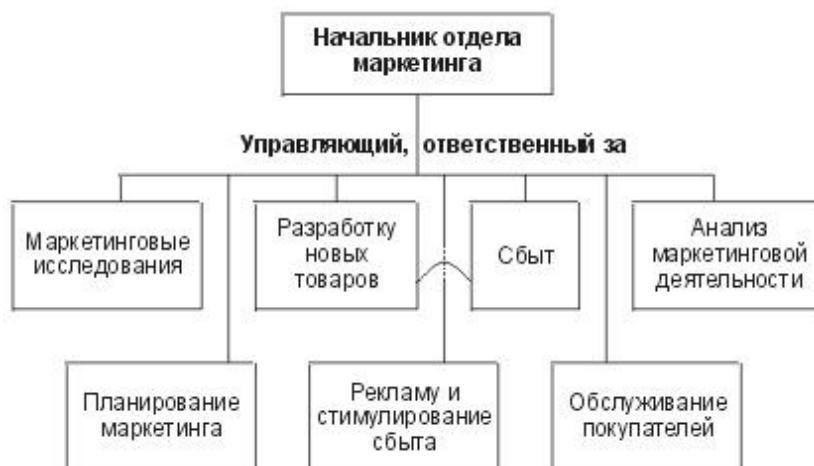 Начальник отдела
маркетинга
Управляющий, ответственный за
Маркетинговые
исследования
Разработку
новых
товаров
Сбыт
Анализ
маркетинговой
деятельности
Планирование
маркетинга
Рекламу и
стимулирование
сбыта
Обслуживание
покупателей